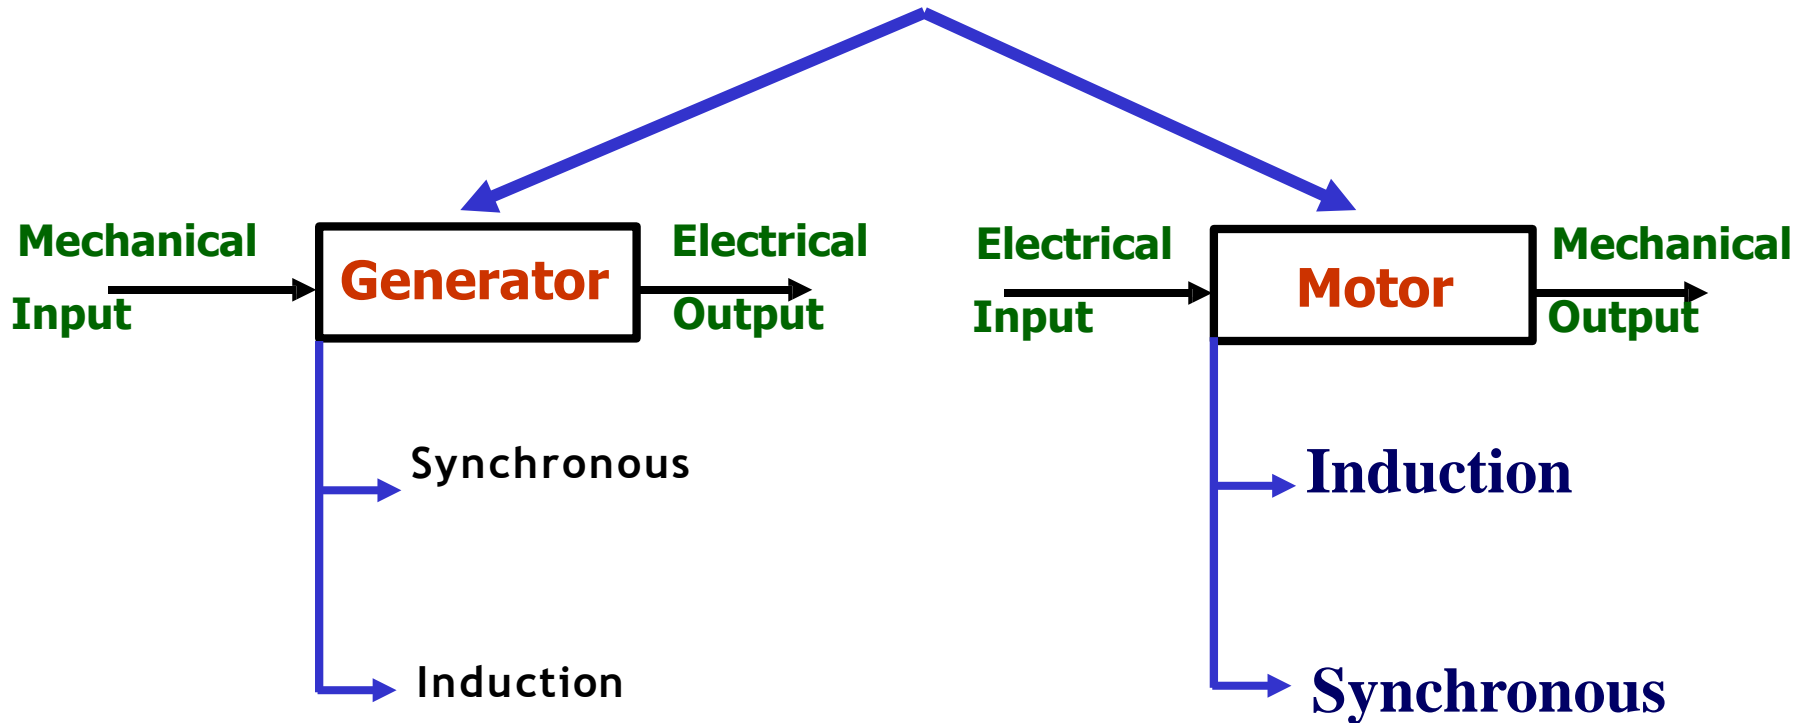 Mechanical
Input
Generator
Electrical
Output
Electrical
Input
Motor
Mechanical
Output
Synchronous
Induction
Induction
Synchronous